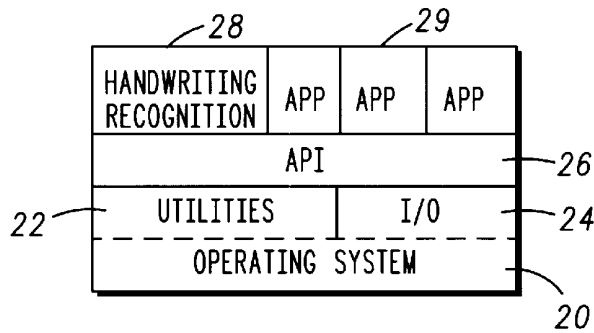 28 29
HANDWRITING
RECOGNITION APP APP APP
API 26
22 UTILITIES I/O 24
OPERATING SYSTEM
20